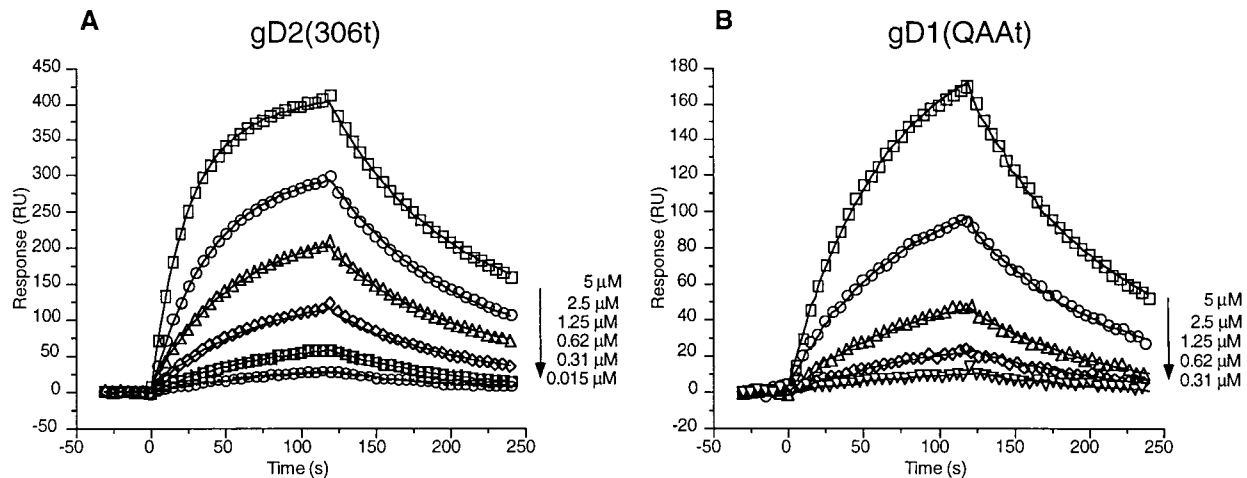 A
gD2(306t)
450
400
350
300
250
200
150
100
50
0
-50
Response (RU)
-50
0
50
100
150
200
250
Time (s)
5 µM
2.5 µM
1.25 µM
0.62 µM
0.31 µM
0.015 µM
B
gD1(QAAt)
180
160
140
120
100
80
60
40
20
0
-20
Response (RU)
-50
0
50
100
150
200
250
Time (s)
5 µM
2.5 µM
1.25 µM
0.62 µM
0.31 µM